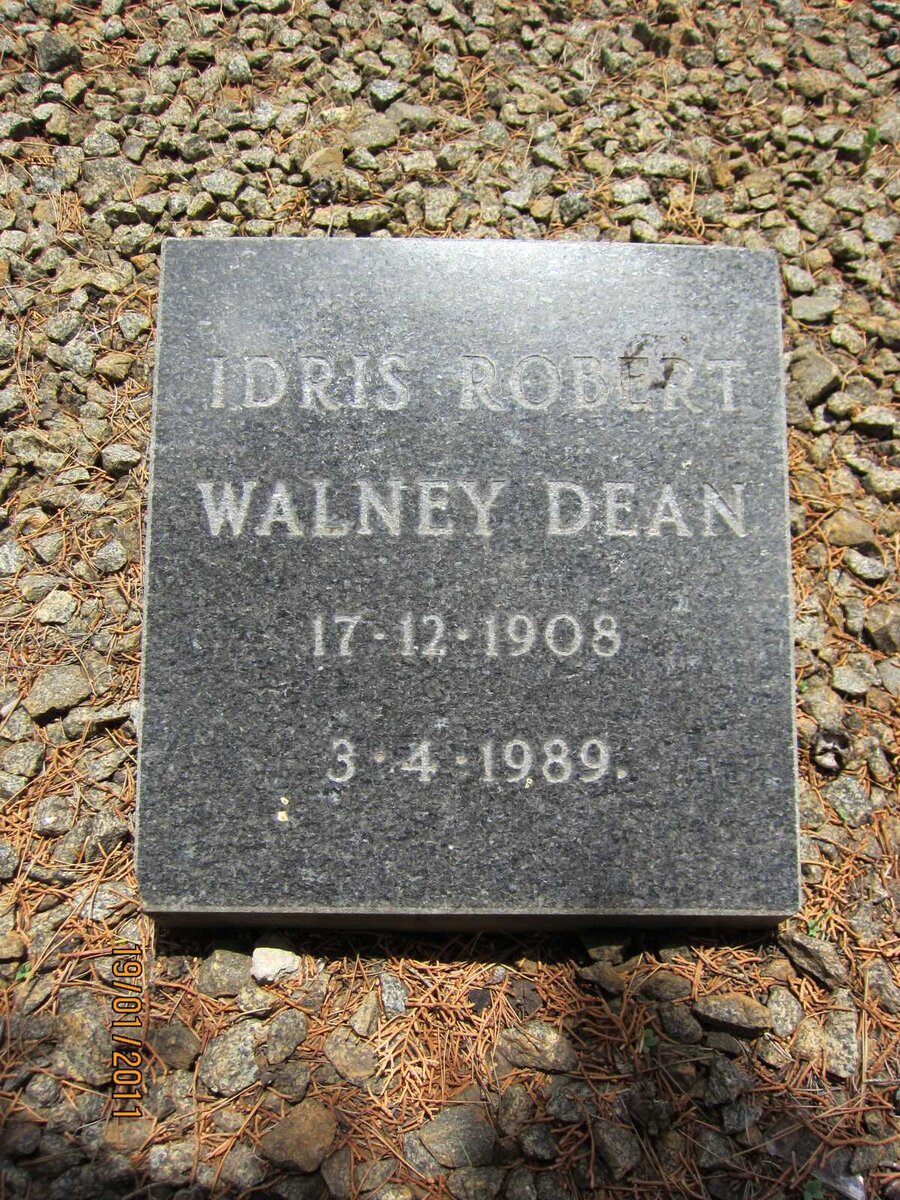 IDRIS ROBERT
WALNEY DEAN
17·12·1908
3·4·1989.
19/01/2011